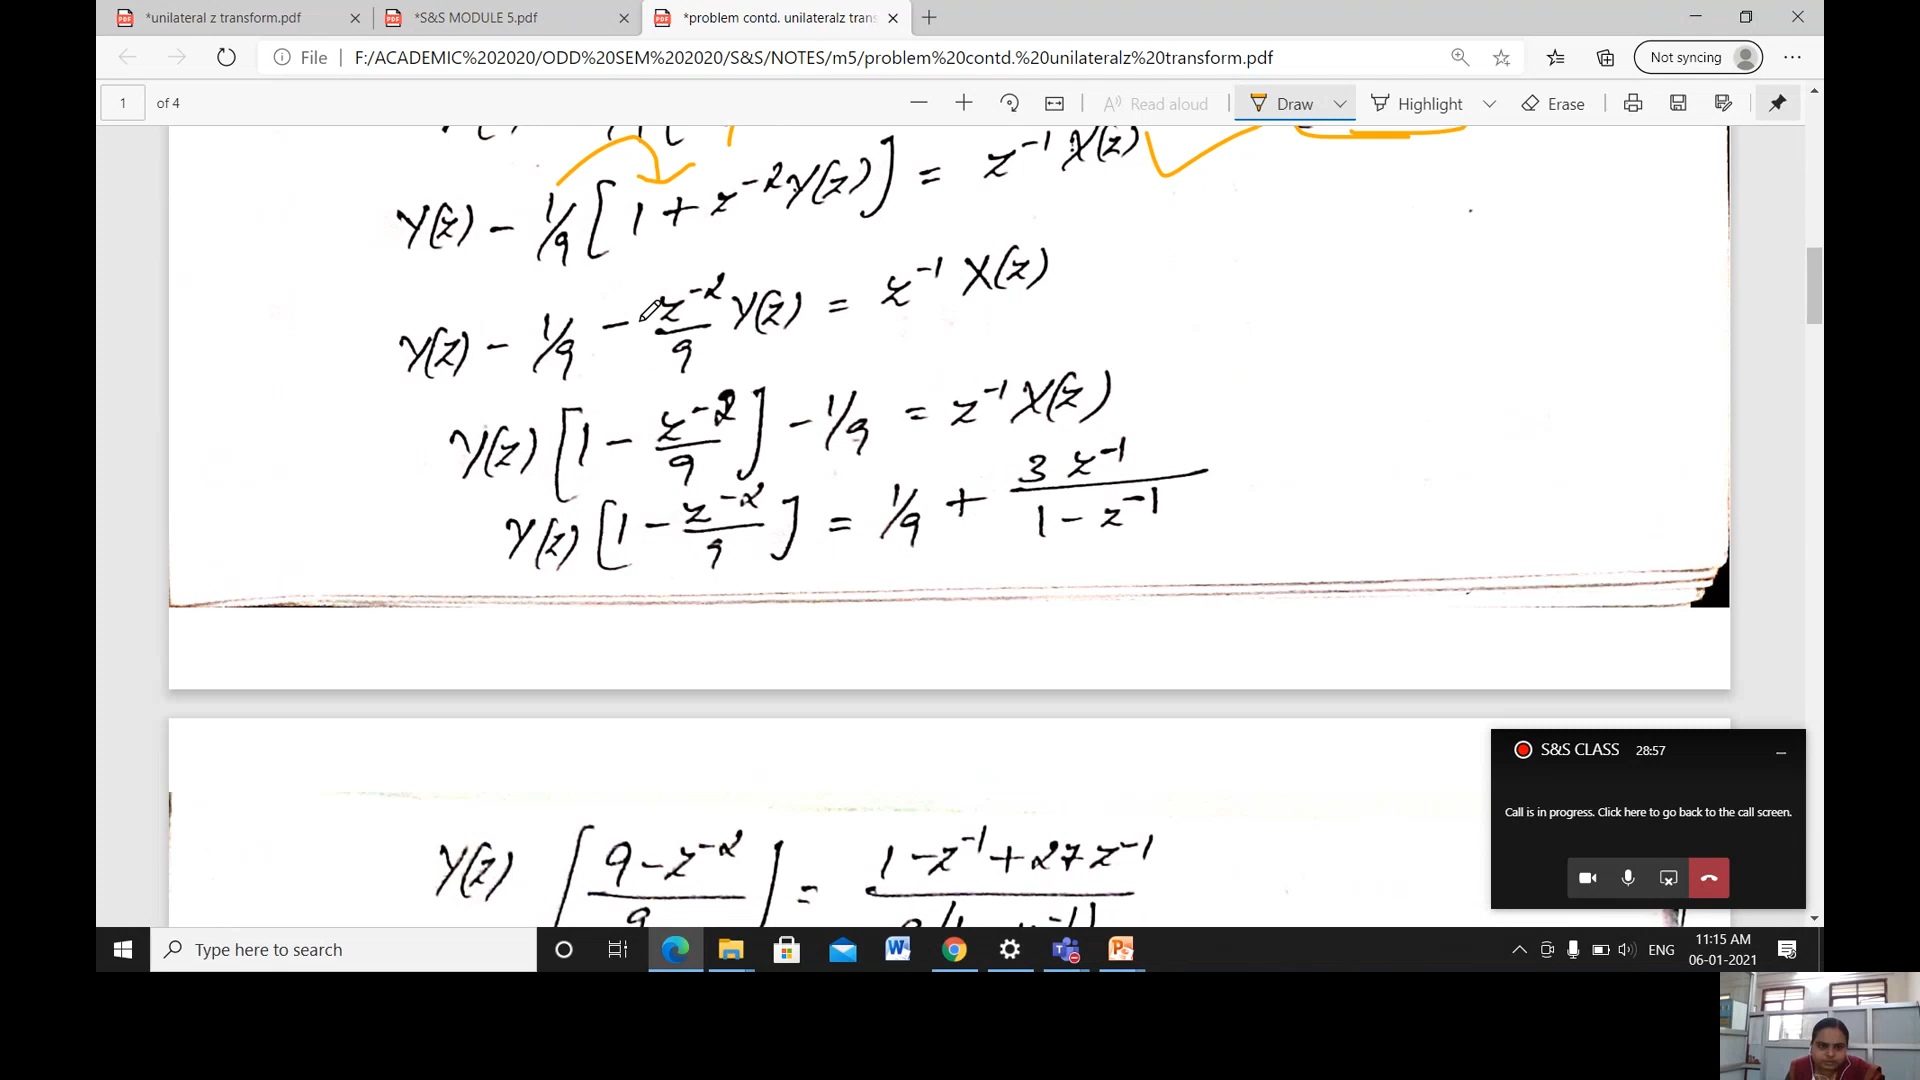 *unilateral z transform.pdf
*S&S MODULE 5.pdf
*problem contd. unilateralz trans
File F:/ACADEMIC%202020/ODD%20SEM%202020/S&S/NOTES/m5/problem%20contd.%20unilateralz%20transform.pdf
Not syncing
1 of 4
Read aloud
Draw
Highlight
Erase
Y(z) - 1/9 [ 1 + z⁻²Y(z) ] = z⁻¹ X(z)
Y(z) - 1/9 - z⁻²/9 Y(z) = z⁻¹ X(z)
Y(z) [ 1 - z⁻²/9 ] - 1/9 = z⁻¹ X(z)
Y(z) [ 1 - z⁻²/9 ] = 1/9 + 3 z⁻¹/1 - z⁻¹
S&S CLASS 28:57
Call is in progress. Click here to go back to the call screen.
Y(z) [ 9 - z⁻²/9 ] = 1 - z⁻¹ + 27 z⁻¹
Type here to search
ENG
11:15 AM
06-01-2021